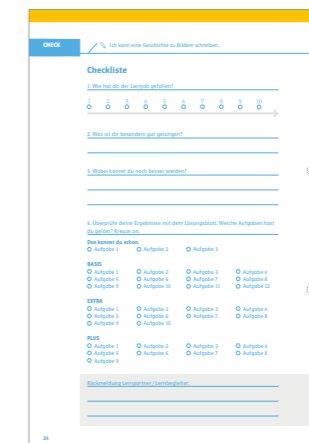 CHECK
Ich kann eine Geschichte zu Bildern schreiben.
Checkliste
1. Wie hat dir der Lernjob gefallen?
1 2 3 4 5 6 7 8 9 10
2. Was ist dir besonders gut gelungen?
3. Wobei kannst du noch besser werden?
4. Überprüfe deine Ergebnisse mit dem Lösungsblatt. Welche Aufgaben hast
du gelöst? Kreuze an.
Das kannst du schon.
Aufgabe 1 Aufgabe 2 Aufgabe 3
BASIS
Aufgabe 1 Aufgabe 2 Aufgabe 3 Aufgabe 4
Aufgabe 5 Aufgabe 6 Aufgabe 7 Aufgabe 8
Aufgabe 9 Aufgabe 10 Aufgabe 11 Aufgabe 12
EXTRA
Aufgabe 1 Aufgabe 2 Aufgabe 3 Aufgabe 4
Aufgabe 5 Aufgabe 6 Aufgabe 7 Aufgabe 8
Aufgabe 9 Aufgabe 10
PLUS
Aufgabe 1 Aufgabe 2 Aufgabe 3 Aufgabe 4
Aufgabe 5 Aufgabe 6 Aufgabe 7 Aufgabe 8
Rückmeldung Lernpartner / Lernbegleiter:
26